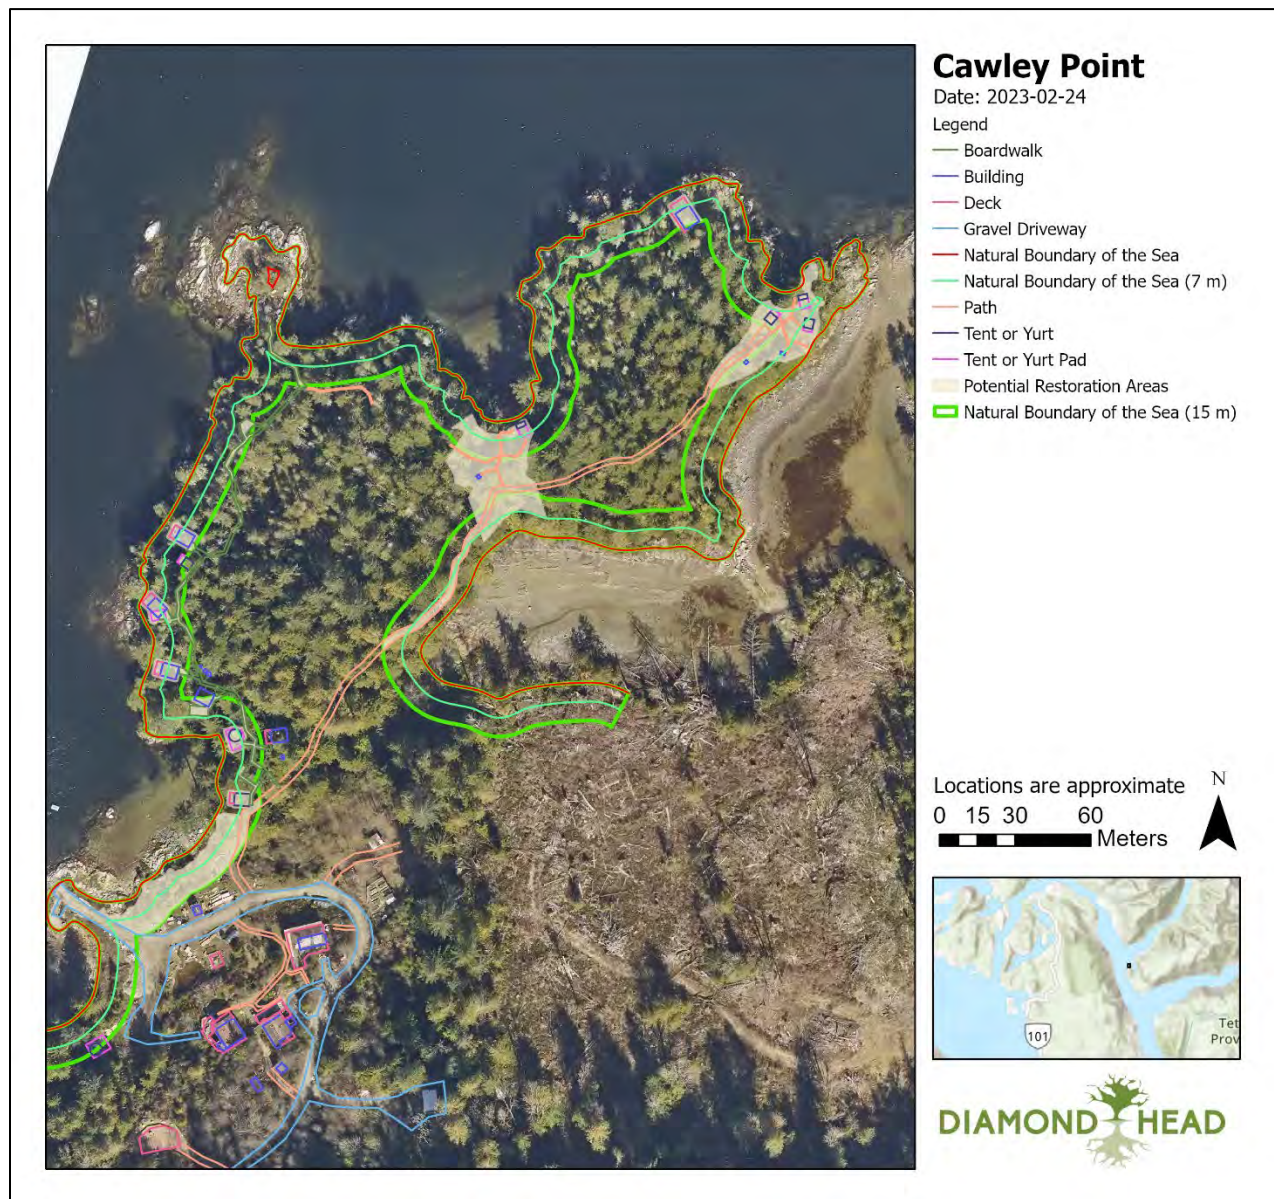 Cawley Point
Date: 2023-02-24
Legend
Boardwalk
Building
Deck
Gravel Driveway
Natural Boundary of the Sea
Natural Boundary of the Sea (7 m)
Path
Tent or Yurt
Tent or Yurt Pad
Potential Restoration Areas
Natural Boundary of the Sea (15 m)
Locations are approximate
N
0 15 30 60
Meters
101
Tet
Prov
DIAMOND HEAD